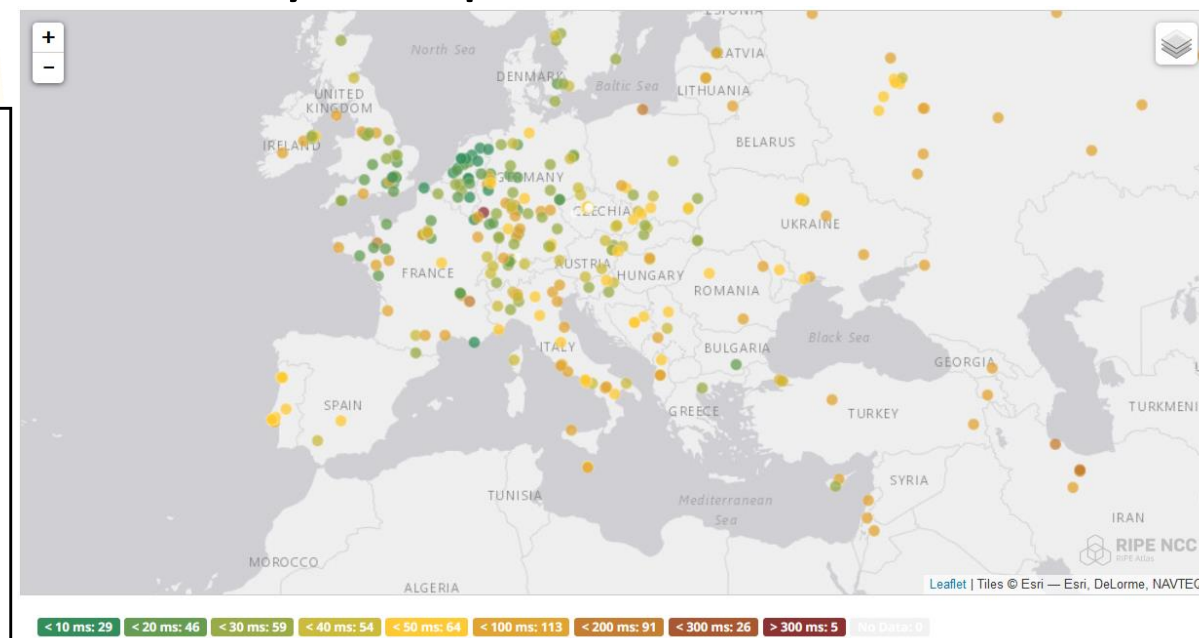 +
−
North Sea
LATVIA
DENMARK
Baltic Sea
LITHUANIA
UNITED
KINGDOM
IRELAND
BELARUS
GERMANY
CZECHIA
UKRAINE
FRANCE
AUSTRIA
HUNGARY
ROMANIA
Black Sea
ITALY
BULGARIA
GEORGIA
SPAIN
GREECE
TURKEY
TURKMENI
SYRIA
TUNISIA
Mediterranean
Sea
IRAN
RIPE NCC
RIPE Atlas
MOROCCO
ALGERIA
Leaflet | Tiles © Esri — Esri, DeLorme, NAVTEQ
< 10 ms: 29 < 20 ms: 46 < 30 ms: 59 < 40 ms: 54 < 50 ms: 64 < 100 ms: 113 < 200 ms: 91 < 300 ms: 26 > 300 ms: 5 No Data: 0